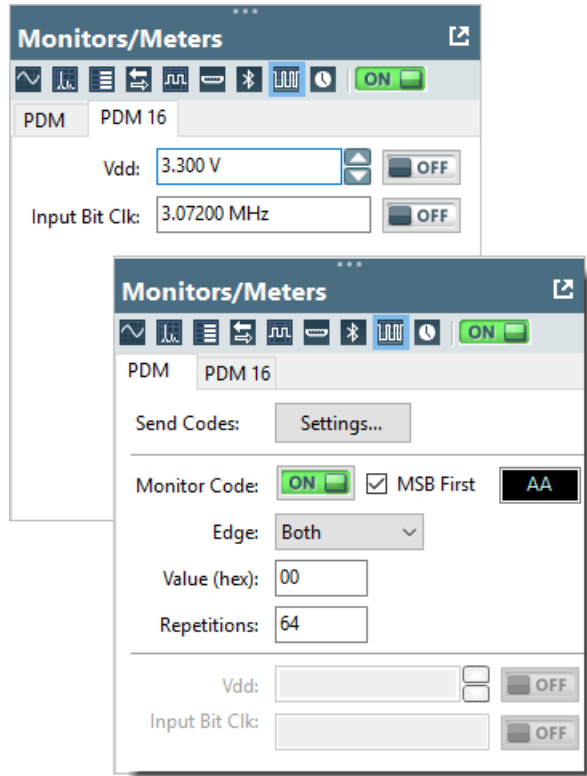 Monitors/Meters
ON
PDM PDM 16
Vdd: 3.300 V OFF
Input Bit Clk: 3.07200 MHz OFF
Monitors/Meters
ON
PDM PDM 16
Send Codes: Settings...
Monitor Code: ON MSB First AA
Edge: Both
Value (hex): 00
Repetitions: 64
Vdd: OFF
Input Bit Clk: OFF